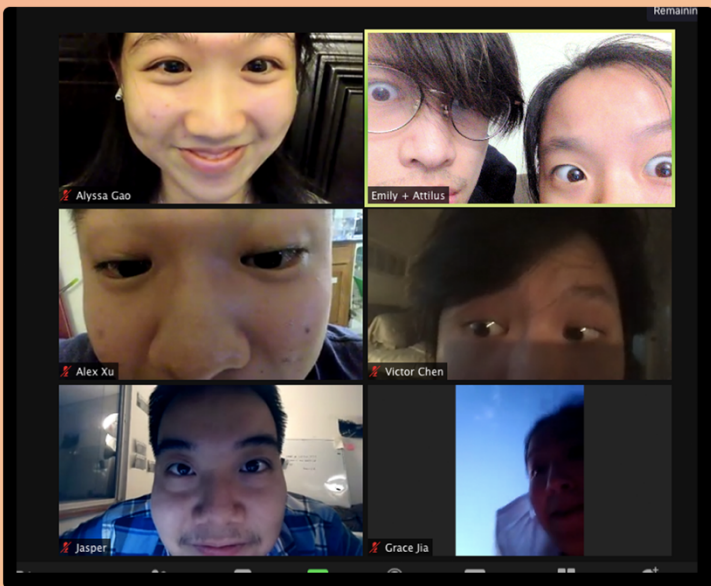 Remainin
Alyssa Gao
Emily + Attilus
Alex Xu
Victor Chen
Jasper
Grace Jia